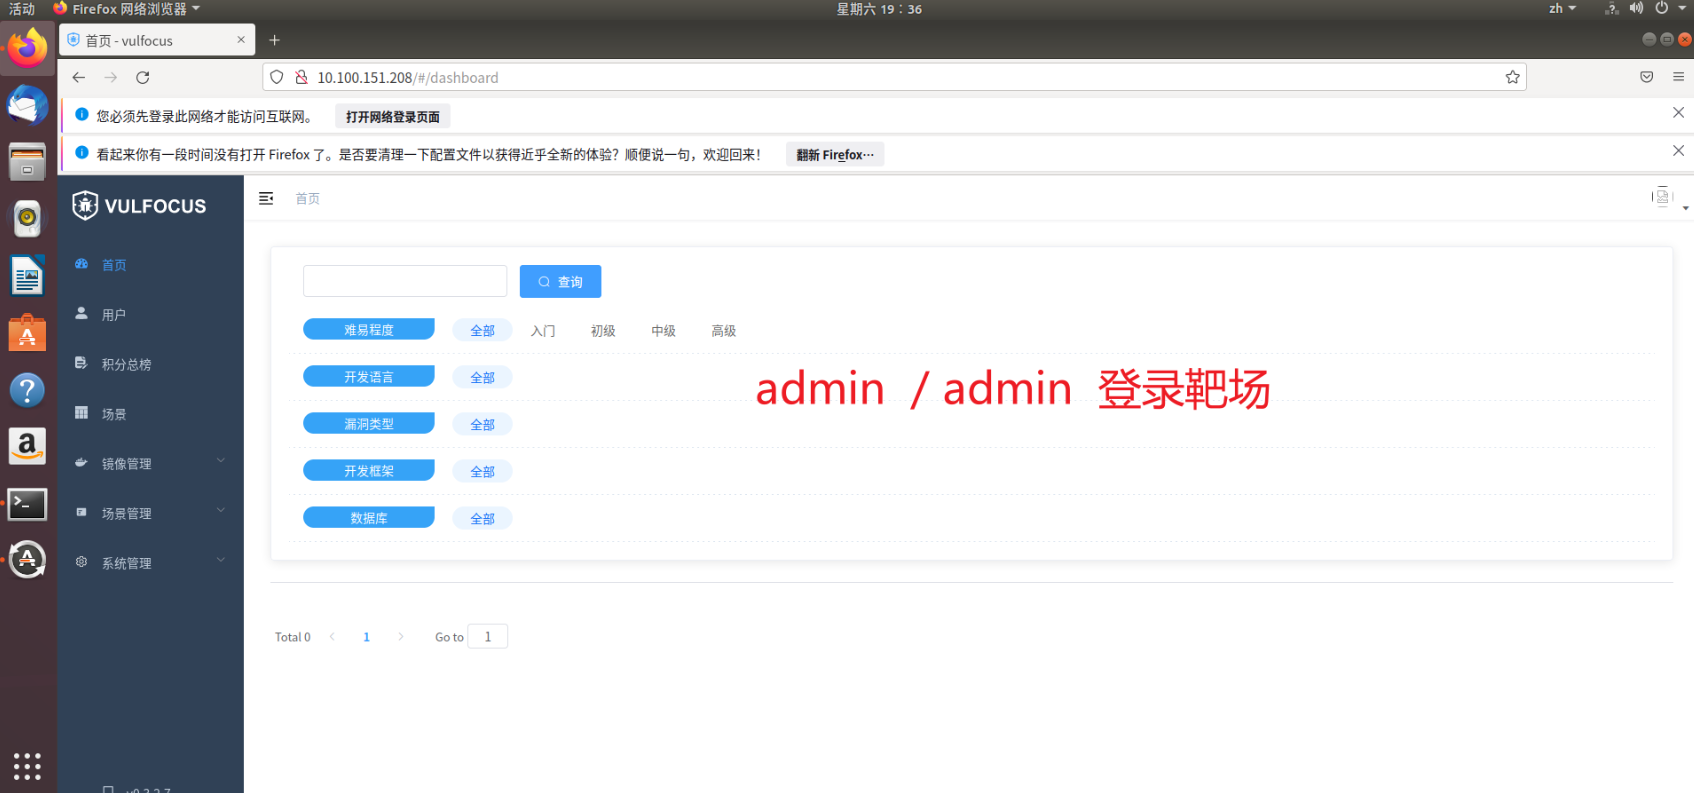 活动 Firefox 网络浏览器 星期六 19：36 zh
首页 - vulfocus
10.100.151.208/#/dashboard
您必须先登录此网络才能访问互联网。 打开网络登录页面
看起来你有一段时间没有打开 Firefox 了。是否要清理一下配置文件以获得近乎全新的体验？顺便说一句，欢迎回来！ 翻新 Firefox…
VULFOCUS
首页
用户
积分总榜
场景
镜像管理
场景管理
系统管理
首页
查询
难易程度 全部 入门 初级 中级 高级
开发语言 全部
admin / admin 登录靶场
漏洞类型 全部
开发框架 全部
数据库 全部
Total 0 1 Go to 1